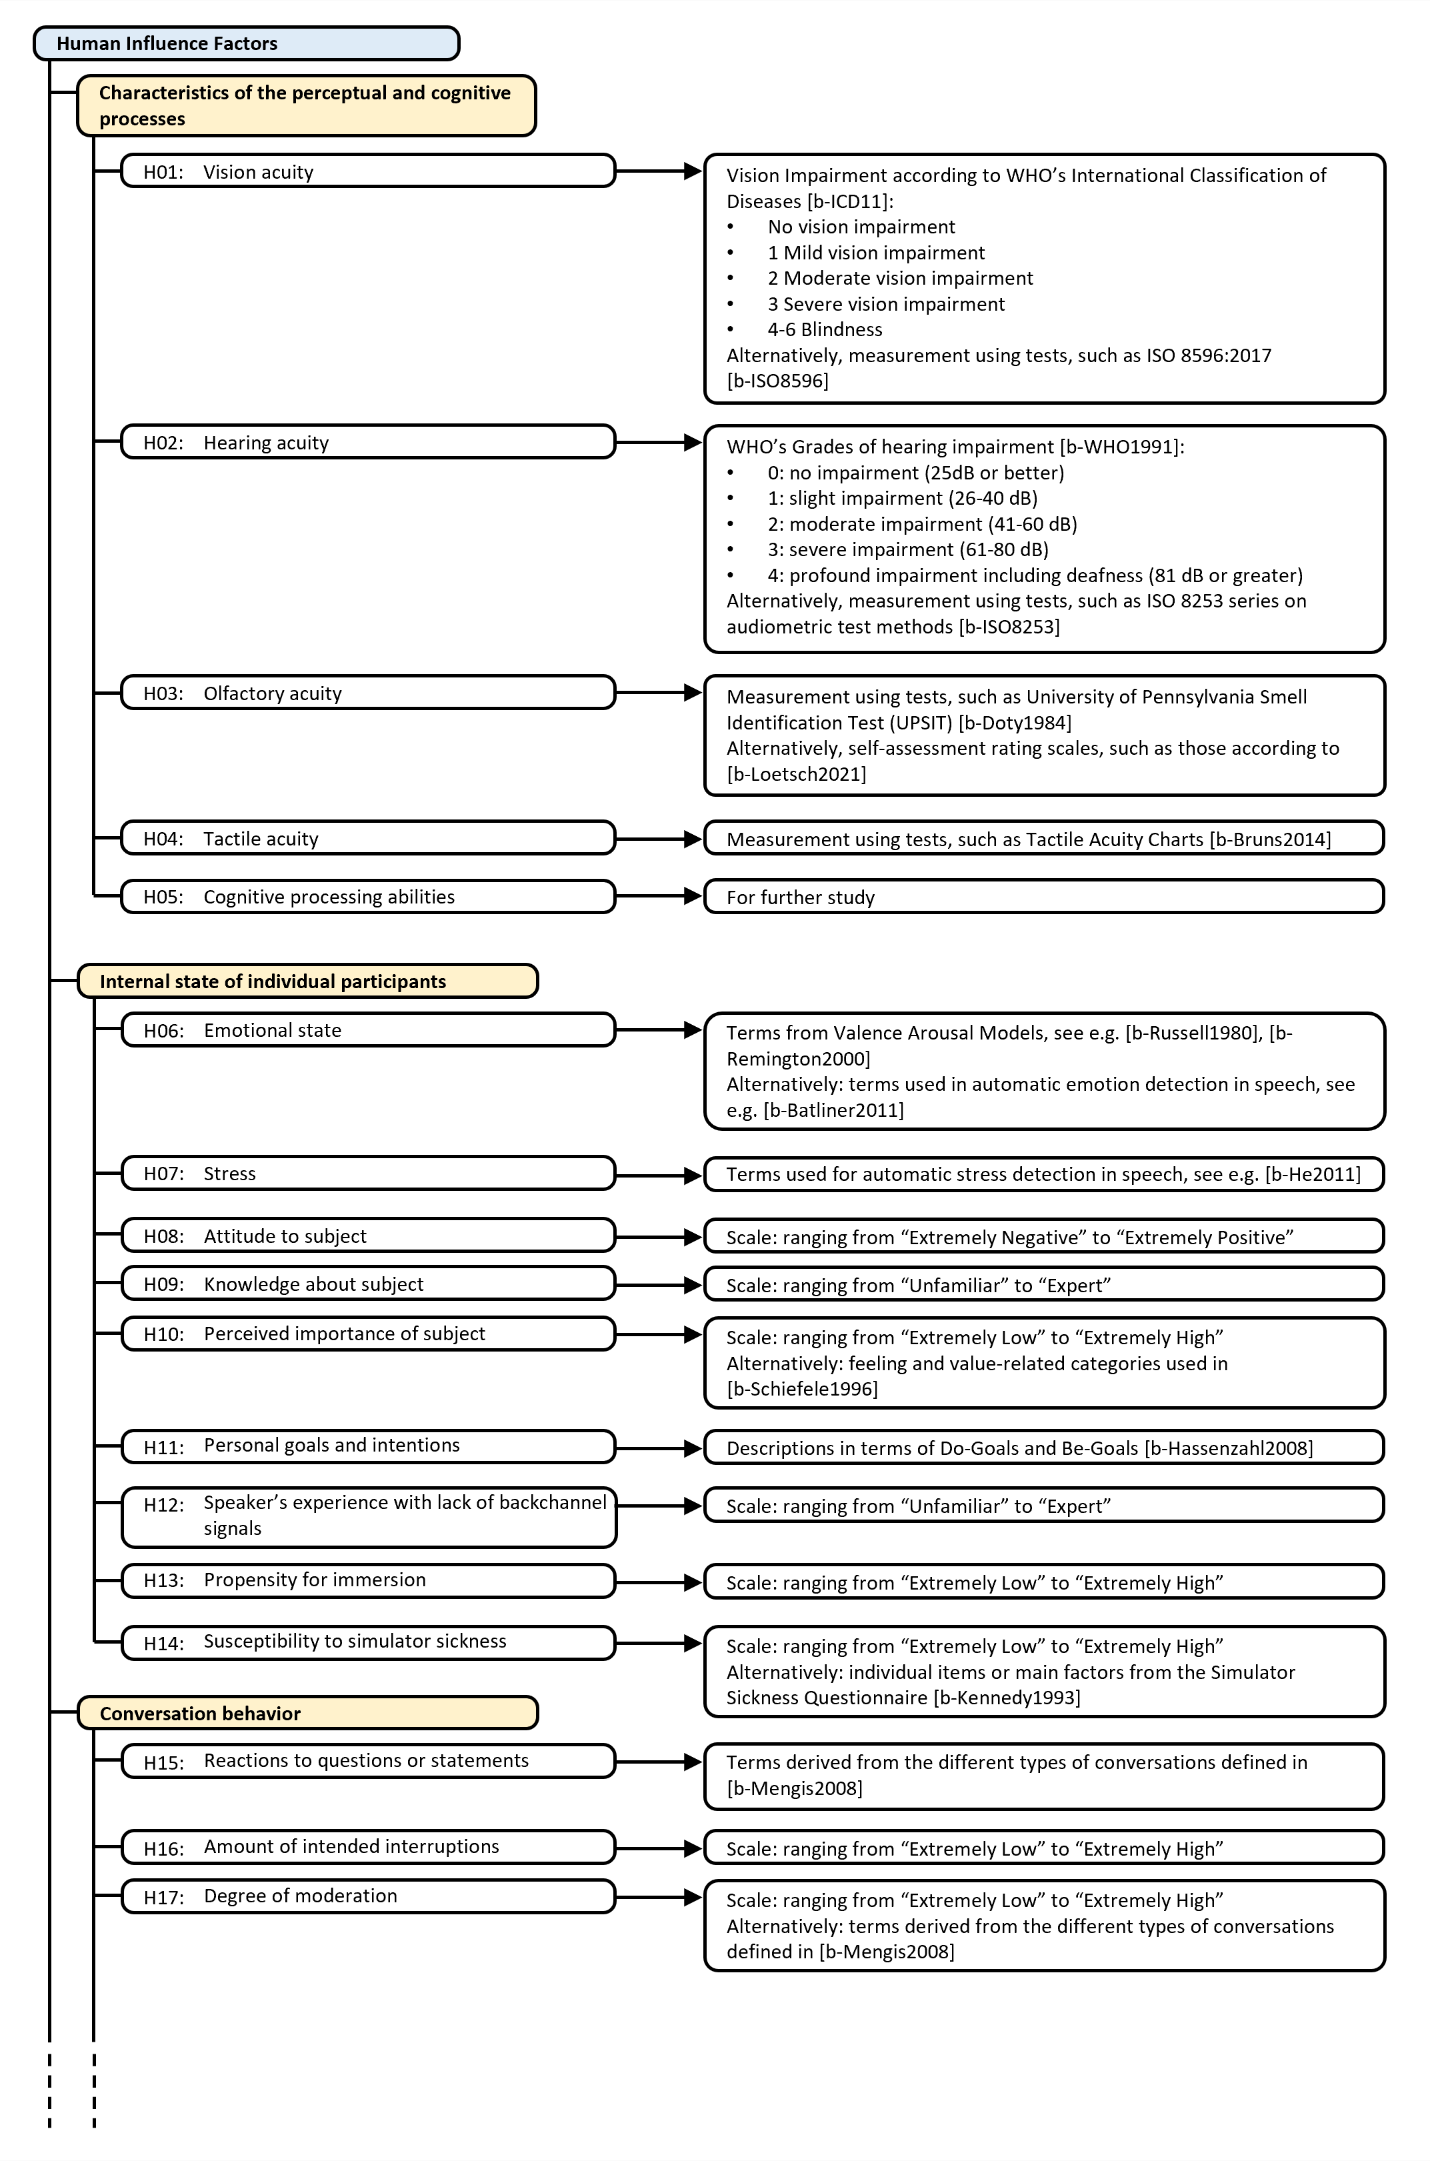 Human Influence Factors
Characteristics of the perceptual and cognitive
processes
H01: Vision acuity
Vision Impairment according to WHO’s International Classification of
Diseases [b-ICD11]:
• No vision impairment
• 1 Mild vision impairment
• 2 Moderate vision impairment
• 3 Severe vision impairment
• 4-6 Blindness
Alternatively, measurement using tests, such as ISO 8596:2017
[b-ISO8596]
H02: Hearing acuity
WHO’s Grades of hearing impairment [b-WHO1991]:
• 0: no impairment (25dB or better)
• 1: slight impairment (26-40 dB)
• 2: moderate impairment (41-60 dB)
• 3: severe impairment (61-80 dB)
• 4: profound impairment including deafness (81 dB or greater)
Alternatively, measurement using tests, such as ISO 8253 series on
audiometric test methods [b-ISO8253]
H03: Olfactory acuity
Measurement using tests, such as University of Pennsylvania Smell
Identification Test (UPSIT) [b-Doty1984]
Alternatively, self-assessment rating scales, such as those according to
[b-Loetsch2021]
H04: Tactile acuity
Measurement using tests, such as Tactile Acuity Charts [b-Bruns2014]
H05: Cognitive processing abilities
For further study
Internal state of individual participants
H06: Emotional state
Terms from Valence Arousal Models, see e.g. [b-Russell1980], [b-
Remington2000]
Alternatively: terms used in automatic emotion detection in speech, see
e.g. [b-Batliner2011]
H07: Stress
Terms used for automatic stress detection in speech, see e.g. [b-He2011]
H08: Attitude to subject
Scale: ranging from “Extremely Negative” to “Extremely Positive”
H09: Knowledge about subject
Scale: ranging from “Unfamiliar” to “Expert”
H10: Perceived importance of subject
Scale: ranging from “Extremely Low” to “Extremely High”
Alternatively: feeling and value-related categories used in
[b-Schiefele1996]
H11: Personal goals and intentions
Descriptions in terms of Do-Goals and Be-Goals [b-Hassenzahl2008]
H12: Speaker’s experience with lack of backchannel
signals
Scale: ranging from “Unfamiliar” to “Expert”
H13: Propensity for immersion
Scale: ranging from “Extremely Low” to “Extremely High”
H14: Susceptibility to simulator sickness
Scale: ranging from “Extremely Low” to “Extremely High”
Alternatively: individual items or main factors from the Simulator
Sickness Questionnaire [b-Kennedy1993]
Conversation behavior
H15: Reactions to questions or statements
Terms derived from the different types of conversations defined in
[b-Mengis2008]
H16: Amount of intended interruptions
Scale: ranging from “Extremely Low” to “Extremely High”
H17: Degree of moderation
Scale: ranging from “Extremely Low” to “Extremely High”
Alternatively: terms derived from the different types of conversations
defined in [b-Mengis2008]